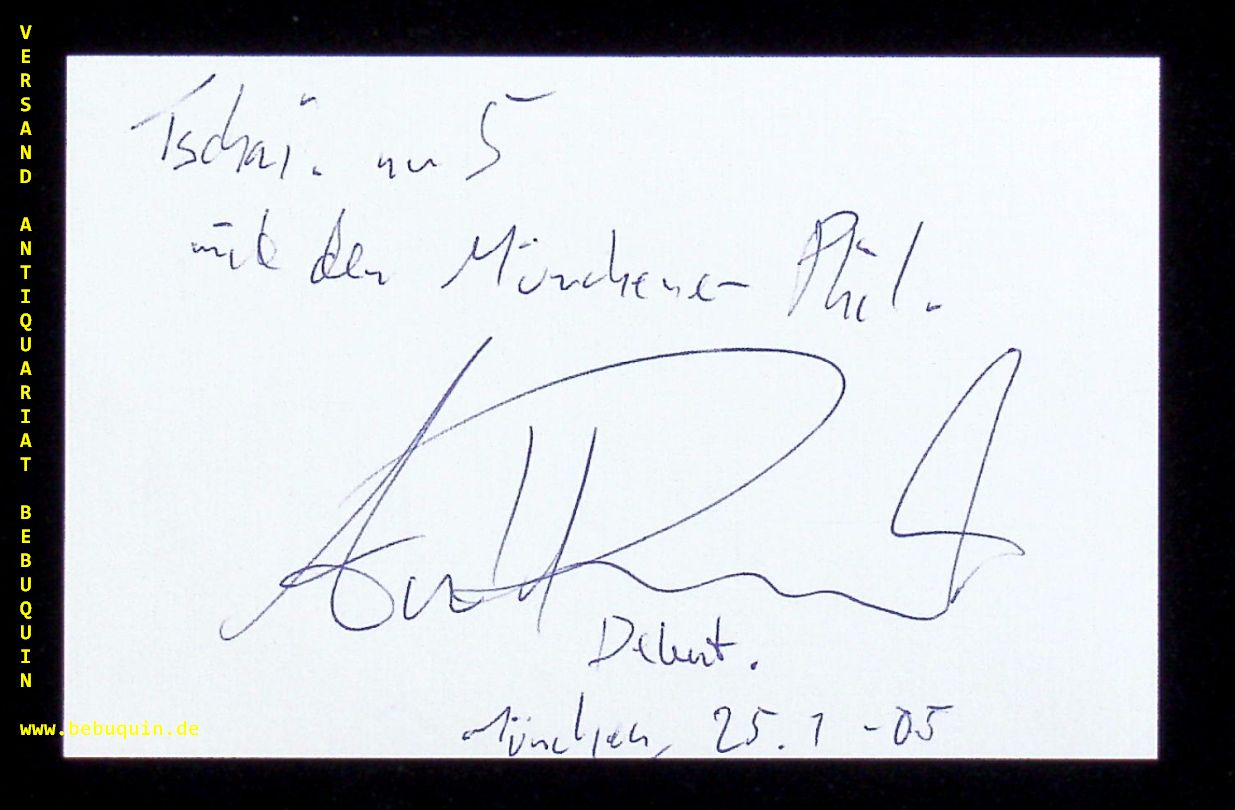 VERSAND ANTIQUARIAT BEBUQUIN
www.bebuquin.de
Tschai. nr 5
mit den Münchener Phil.
Debut.
München, 25.1-05